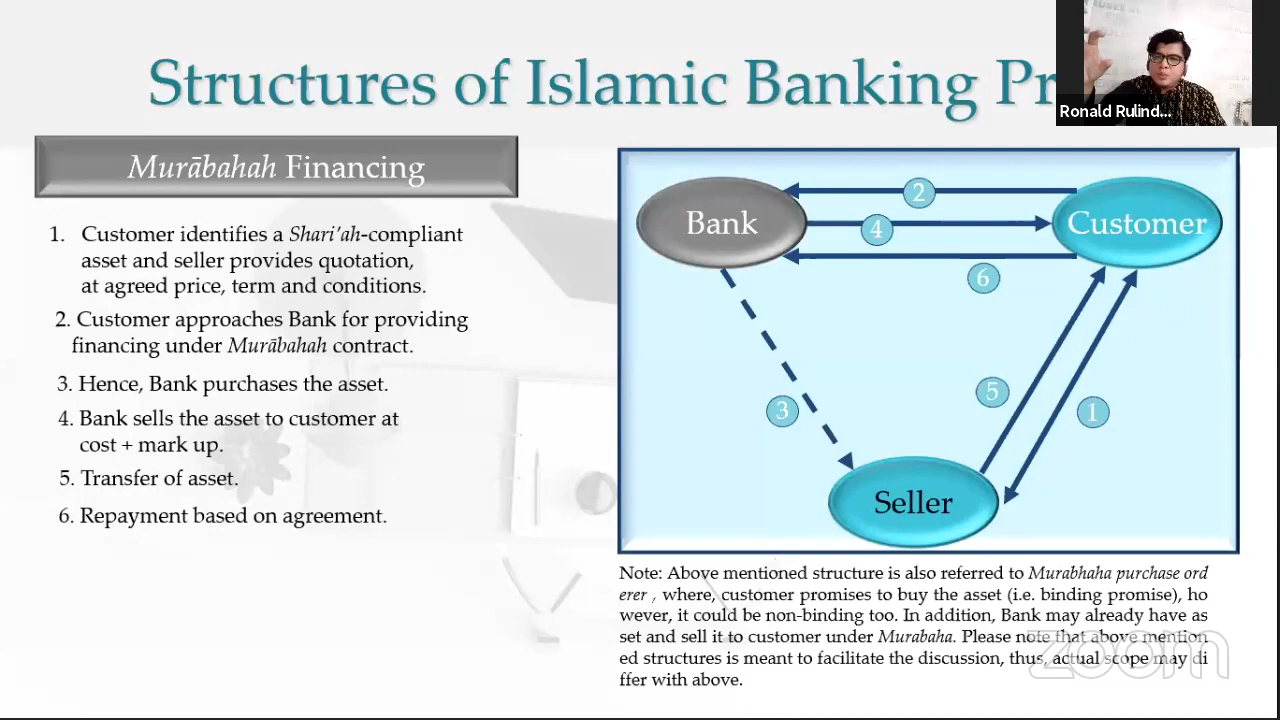 Structures of Islamic Banking Pr
Ronald Rulind...
Murābahah Financing
1. Customer identifies a Shari'ah-compliant
asset and seller provides quotation,
at agreed price, term and conditions.
2. Customer approaches Bank for providing
financing under Murābahah contract.
3. Hence, Bank purchases the asset.
4. Bank sells the asset to customer at
cost + mark up.
5. Transfer of asset.
6. Repayment based on agreement.
Bank
2
4
6
Customer
3
5
1
Seller
Note: Above mentioned structure is also referred to Murabhaha purchase ord
erer , where, customer promises to buy the asset (i.e. binding promise), ho
wever, it could be non-binding too. In addition, Bank may already have as
set and sell it to customer under Murabaha. Please note that above mention
ed structures is meant to facilitate the discussion, thus, actual scope may di
ffer with above.
zoom